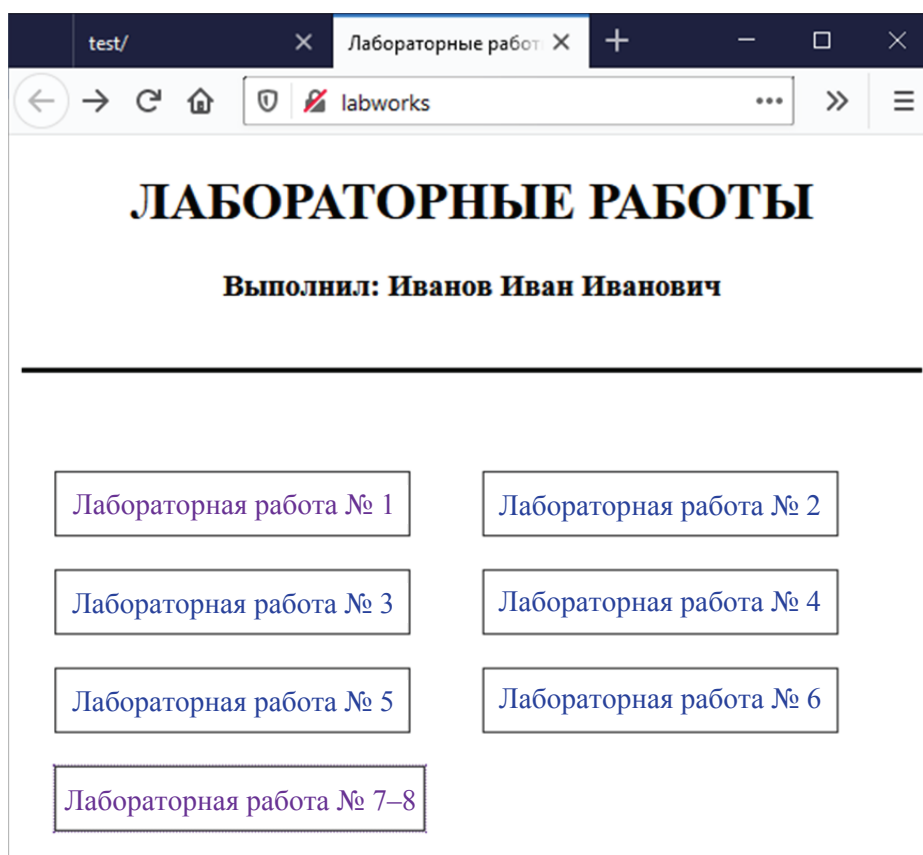 test/
Лабораторные работ
labworks
ЛАБОРАТОРНЫЕ РАБОТЫ
Выполнил: Иванов Иван Иванович
Лабораторная работа № 1
Лабораторная работа № 2
Лабораторная работа № 3
Лабораторная работа № 4
Лабораторная работа № 5
Лабораторная работа № 6
Лабораторная работа № 7–8